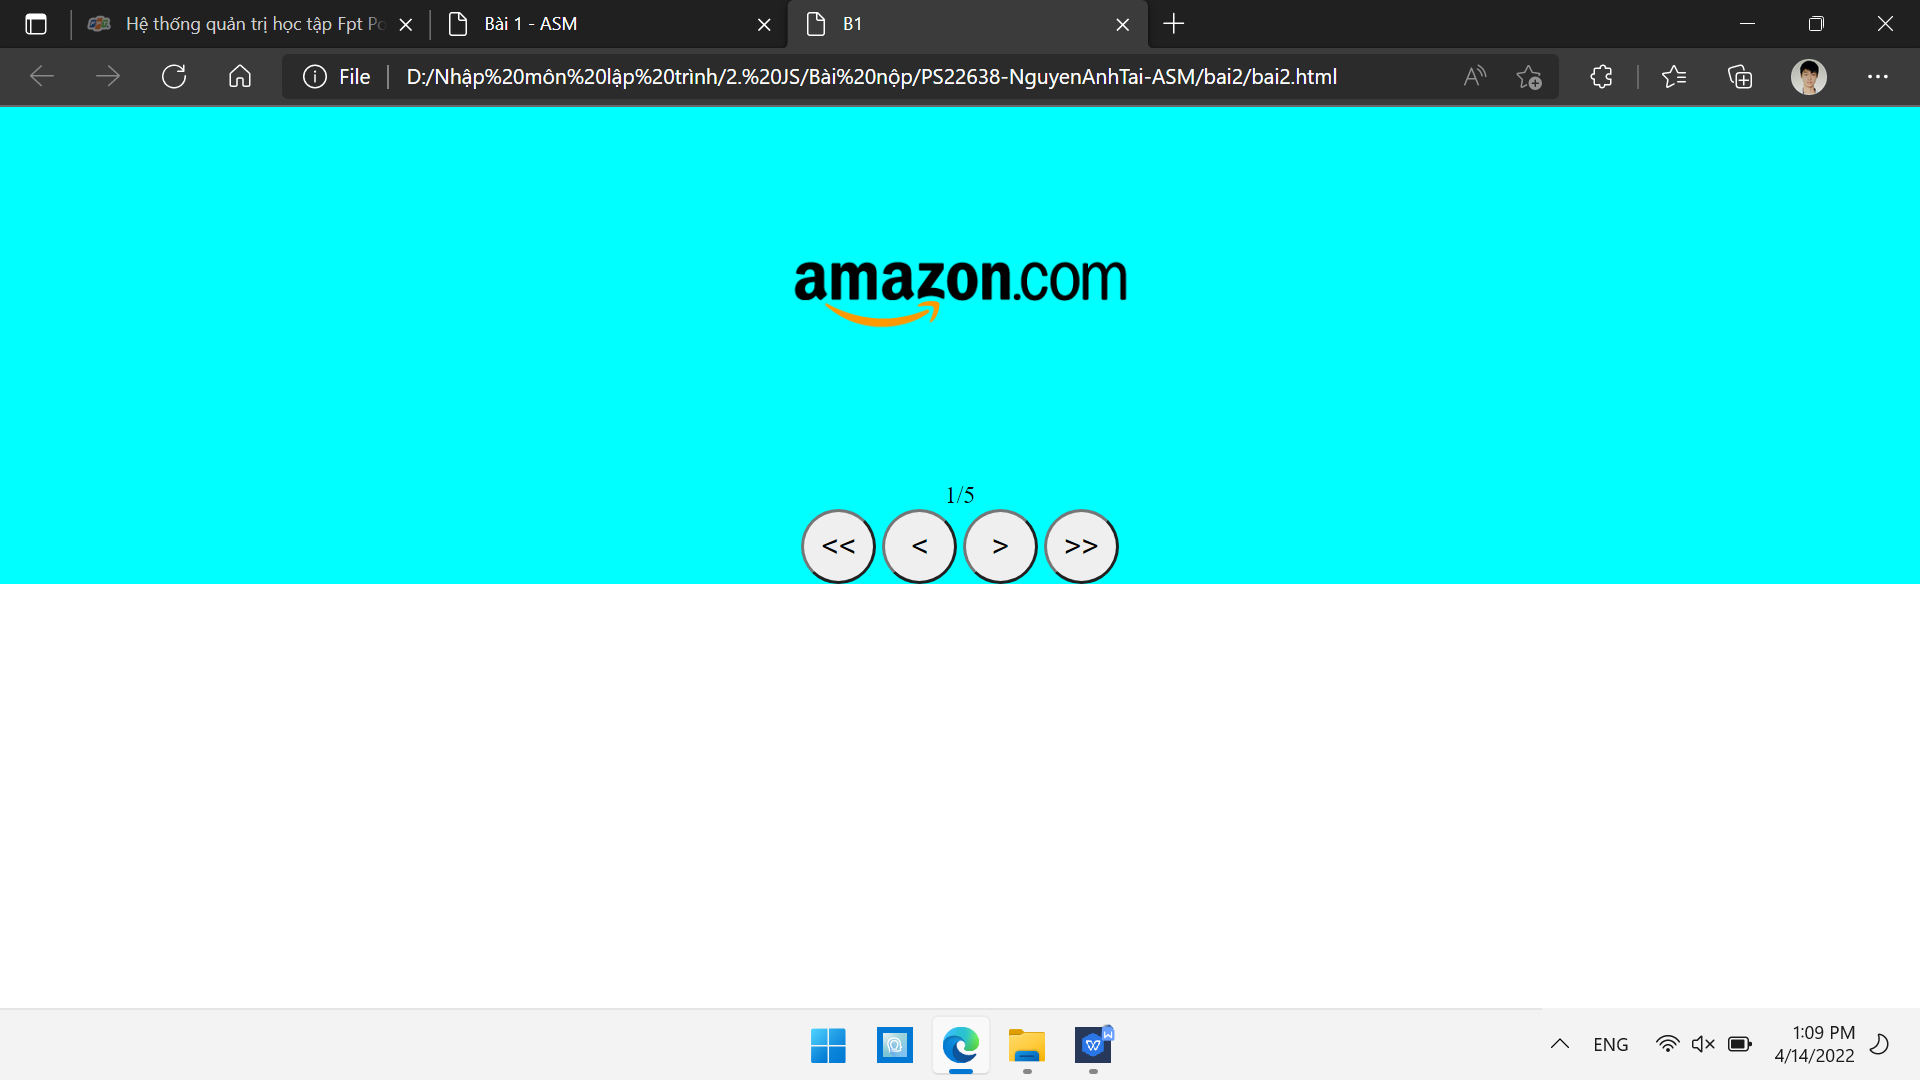 Hệ thống quản trị học tập Fpt Po
Bài 1 - ASM
B1
File
D:/Nhập%20môn%20lập%20trình/2.%20JS/Bài%20nộp/PS22638-NguyenAnhTai-ASM/bai2/bai2.html
amazon.com
1/5
<< < > >>
ENG
1:09 PM
4/14/2022